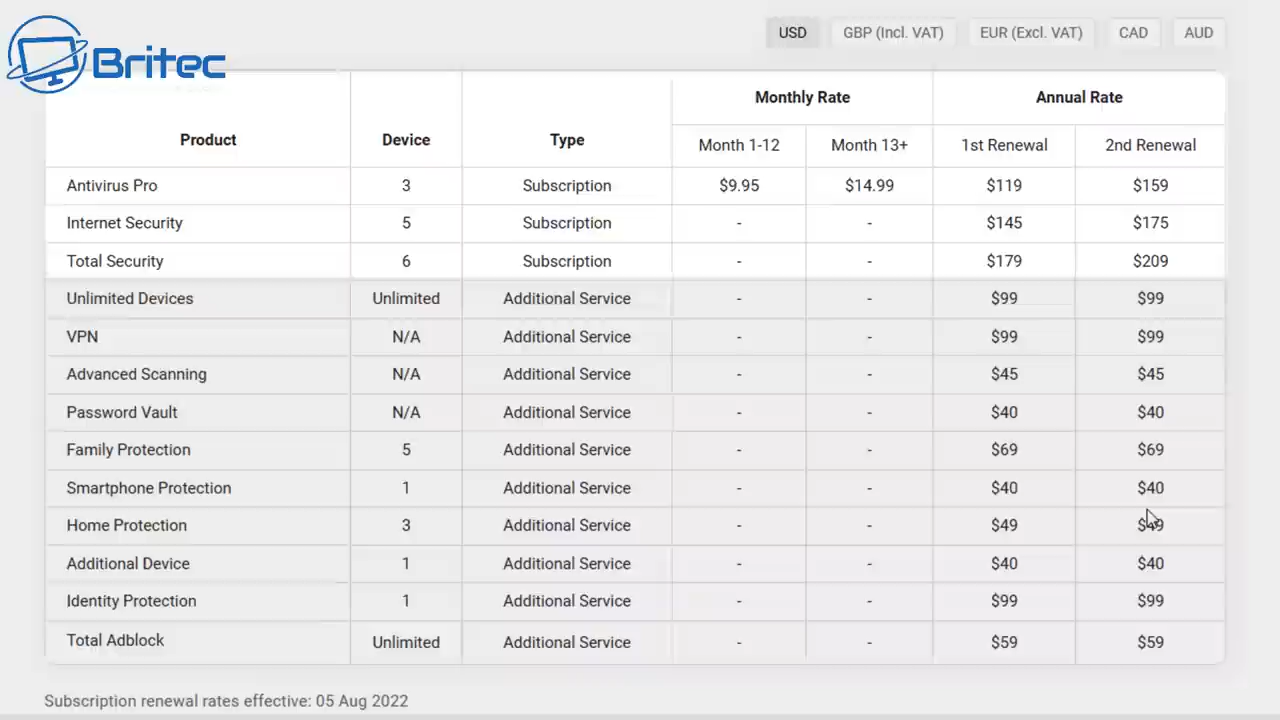 Britec
USD GBP (Incl. VAT) EUR (Excl. VAT) CAD AUD
Monthly Rate Annual Rate
Product Device Type Month 1-12 Month 13+ 1st Renewal 2nd Renewal
Antivirus Pro 3 Subscription $9.95 $14.99 $119 $159
Internet Security 5 Subscription - - $145 $175
Total Security 6 Subscription - - $179 $209
Unlimited Devices Unlimited Additional Service - - $99 $99
VPN N/A Additional Service - - $99 $99
Advanced Scanning N/A Additional Service - - $45 $45
Password Vault N/A Additional Service - - $40 $40
Family Protection 5 Additional Service - - $69 $69
Smartphone Protection 1 Additional Service - - $40 $40
Home Protection 3 Additional Service - - $49 $49
Additional Device 1 Additional Service - - $40 $40
Identity Protection 1 Additional Service - - $99 $99
Total Adblock Unlimited Additional Service - - $59 $59
Subscription renewal rates effective: 05 Aug 2022